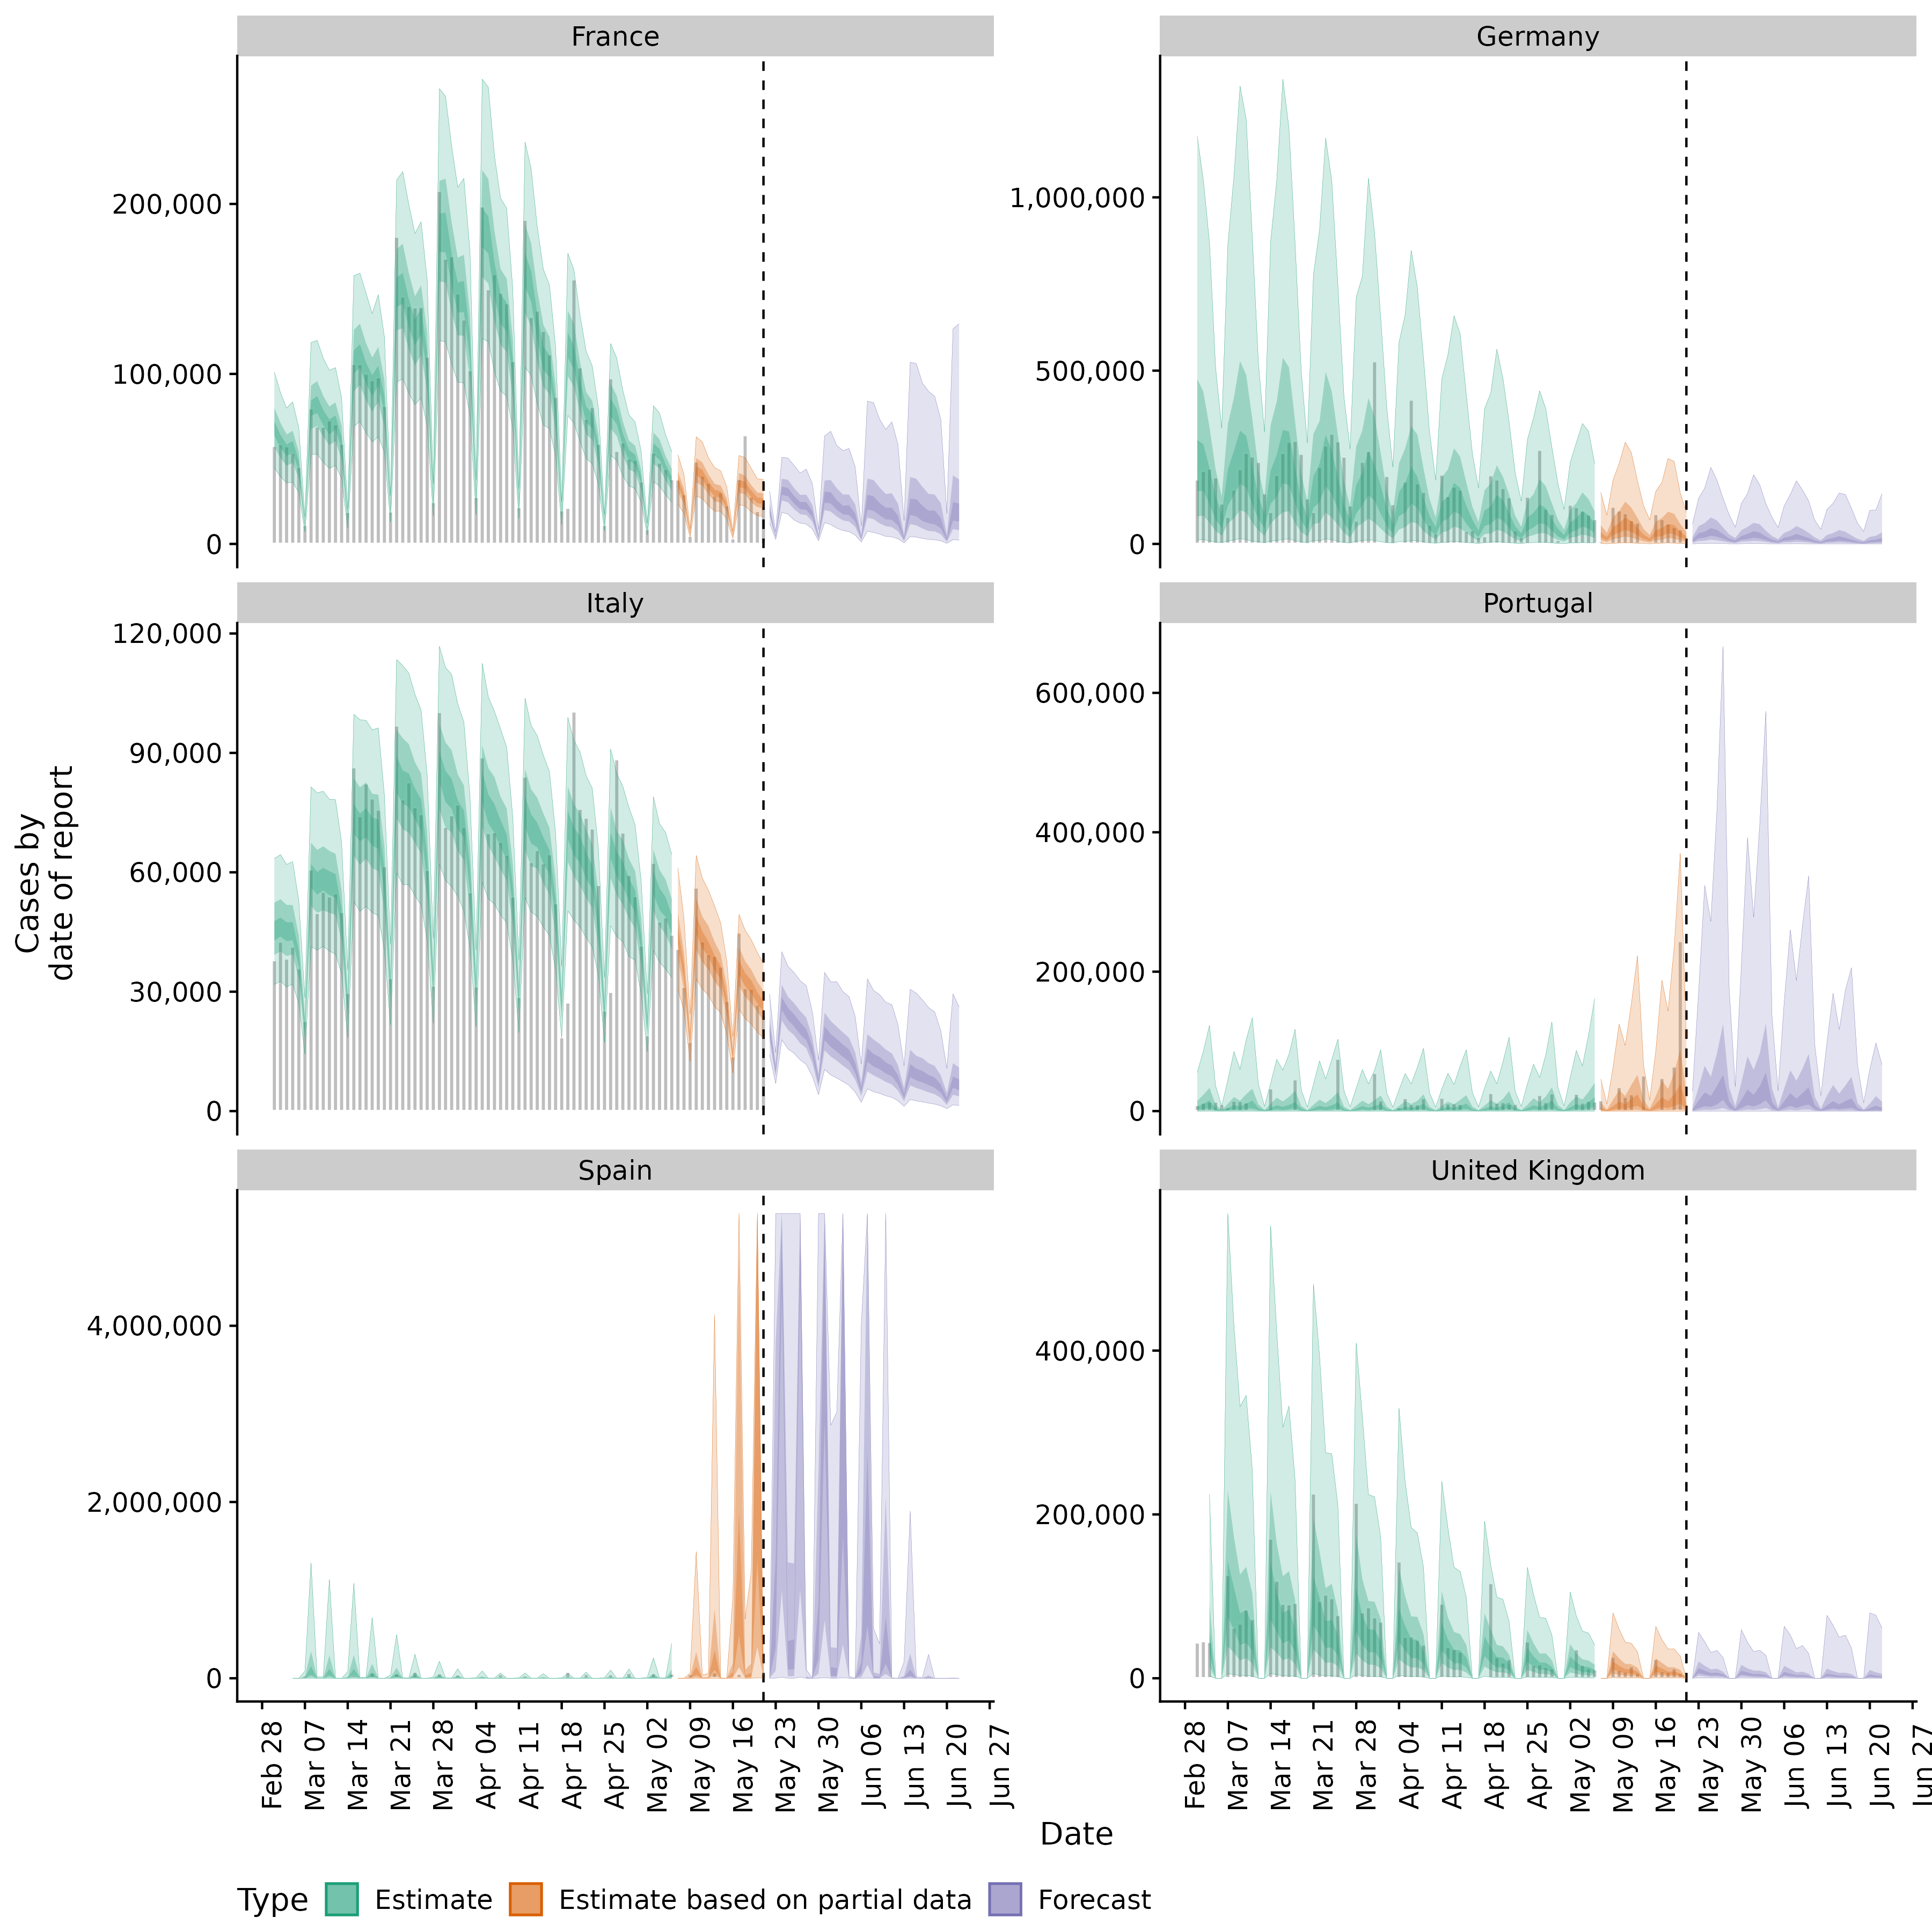 France
Germany
200,000
100,000
0
1,000,000
500,000
0
Italy
Portugal
120,000
90,000
60,000
30,000
0
600,000
400,000
200,000
0
Cases by
date of report
Spain
United Kingdom
4,000,000
2,000,000
0
400,000
200,000
0
Feb 28
Mar 07
Mar 14
Mar 21
Mar 28
Apr 04
Apr 11
Apr 18
Apr 25
May 02
May 09
May 16
May 23
May 30
Jun 06
Jun 13
Jun 20
Jun 27
Feb 28
Mar 07
Mar 14
Mar 21
Mar 28
Apr 04
Apr 11
Apr 18
Apr 25
May 02
May 09
May 16
May 23
May 30
Jun 06
Jun 13
Jun 20
Jun 27
Date
Type Estimate Estimate based on partial data Forecast